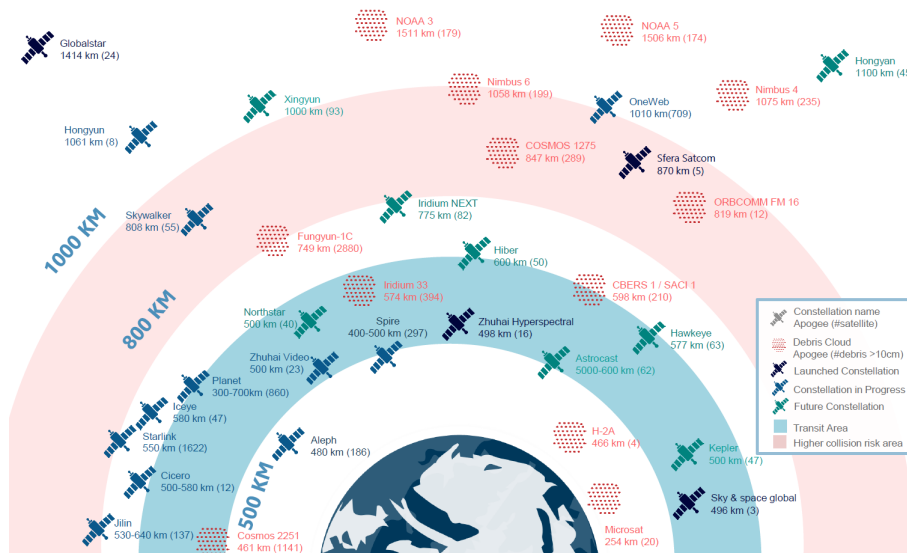 NOAA 3
1511 km (179)
NOAA 5
1506 km (174)
Globalstar
1414 km (24)
Hongyan
Nimbus 6
1058 km (199)
Nimbus 4
1075 km (235)
Xingyun
1000 km (93)
OneWeb
1010 km(709)
Hongyun
1061 km (8)
COSMOS 1275
847 km (289)
Sfera Satcom
870 km (5)
1000 KM
Iridium NEXT
775 km (82)
ORBCOMM FM 16
819 km (12)
Skywalker
808 km (55)
Fungyun-1C
749 km (2880)
Hiber
600 km (50)
800 KM
Iridium 33
574 km (394)
CBERS 1 / SACI 1
598 km (210)
Northstar
500 km (40)
Spire
400-500 km (297)
Zhuhai Hyperspectral
498 km (16)
Hawkeye
577 km (63)
Zhuhai Video
500 km (23)
Astrocast
5000-600 km (62)
Planet
300-700km (860)
Iceye
580 km (47)
Starlink
550 km (1622)
Aleph
480 km (186)
H-2A
466 km (4)
Kepler
500 km (47)
Cicero
500-580 km (12)
500 KM
Sky & space global
496 km (3)
Jilin
530-640 km (137)
Cosmos 2251
461 km (1141)
Microsat
254 km (20)
Constellation name
Apogee (#satellite)
Debris Cloud
Apogee (#debris >10cm)
Launched Constellation
Constellation in Progress
Future Constellation
Transit Area
Higher collision risk area